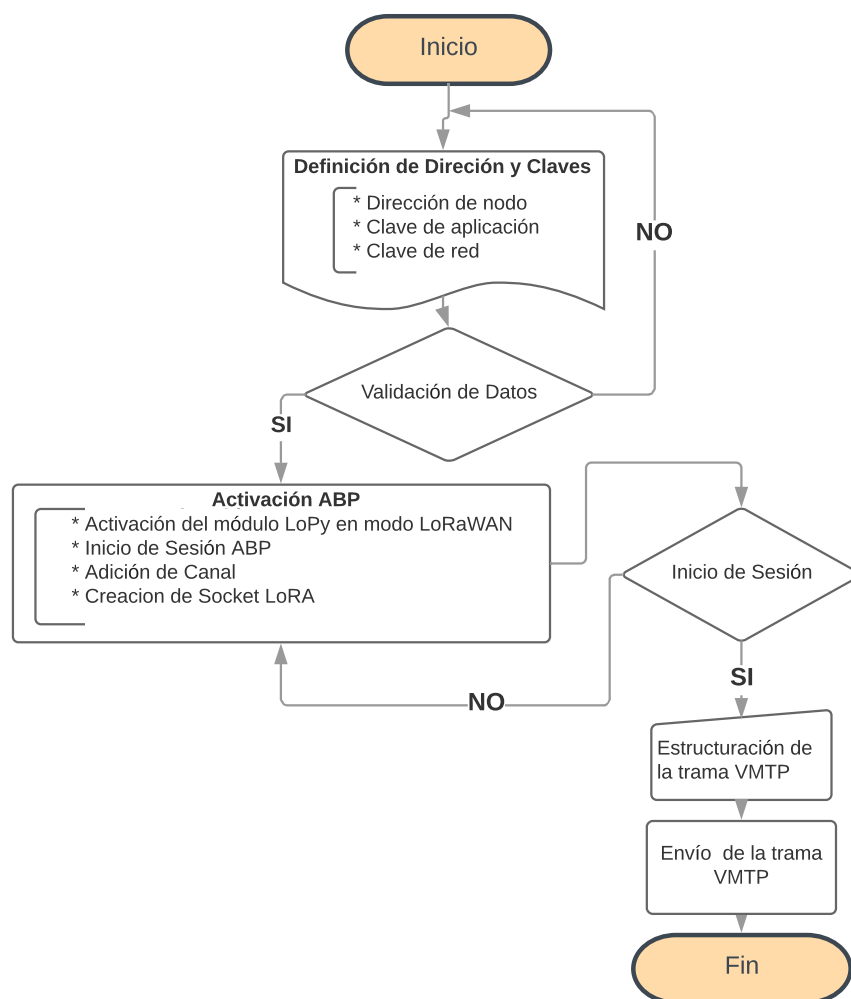 Inicio
Definición de Direción y Claves
* Dirección de nodo
* Clave de aplicación
* Clave de red
NO
Validación de Datos
SI
Activación ABP
* Activación del módulo LoPy en modo LoRaWAN
* Inicio de Sesión ABP
* Adición de Canal
* Creacion de Socket LoRA
Inicio de Sesión
NO
SI
Estructuración de
la trama VMTP
Envío de la trama
VMTP
Fin